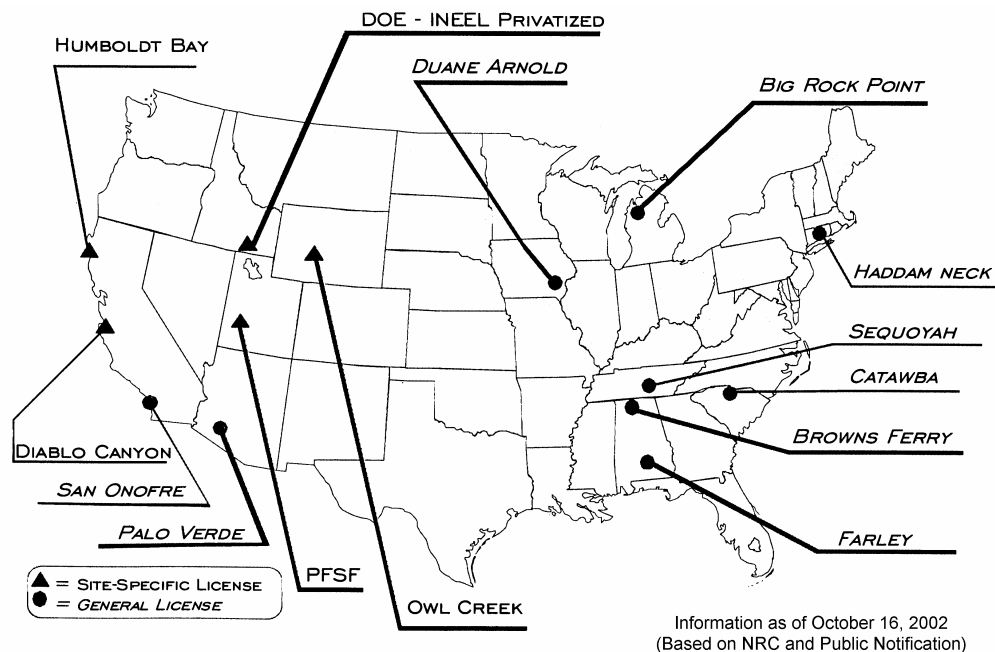 DOE - INEEL PRIVATIZED
HUMBOLDT BAY
DUANE ARNOLD
BIG ROCK POINT
HADDAM NECK
SEQUOYAH
CATAWBA
BROWNS FERRY
DIABLO CANYON
SAN ONOFRE
PALO VERDE
FARLEY
PFSF
OWL CREEK
= SITE-SPECIFIC LICENSE
= GENERAL LICENSE
Information as of October 16, 2002
(Based on NRC and Public Notification)